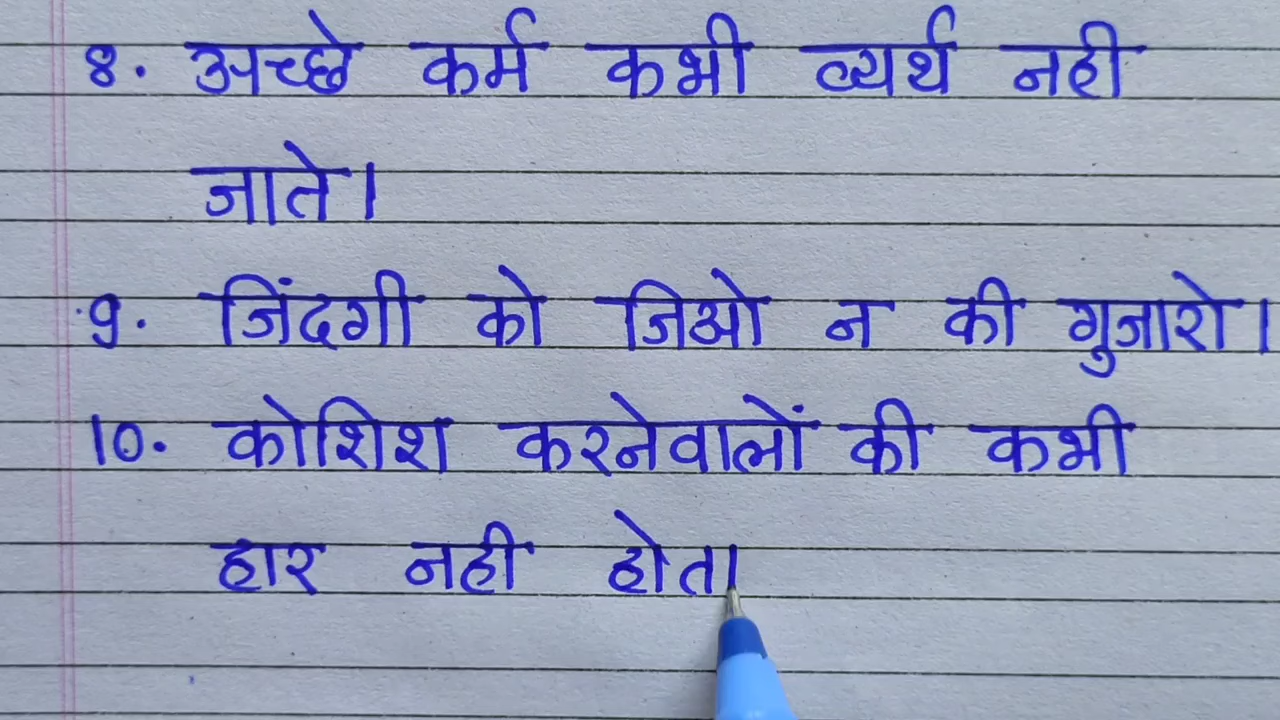 8. अच्छे कर्म कभी व्यर्थ नही
जाते।
9. जिंदगी को जिओ न की गुजारो।
10. कोशिश करनेवालों की कभी
हार नही होता